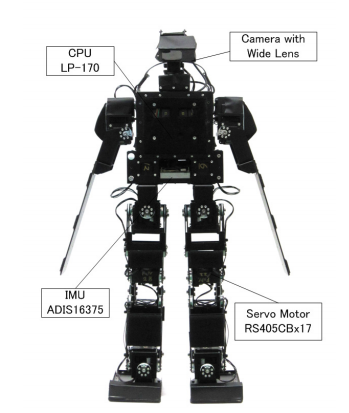 CPU
LP-170
Camera with
Wide Lens
IMU
ADIS16375
Servo Motor
RS405CBx17